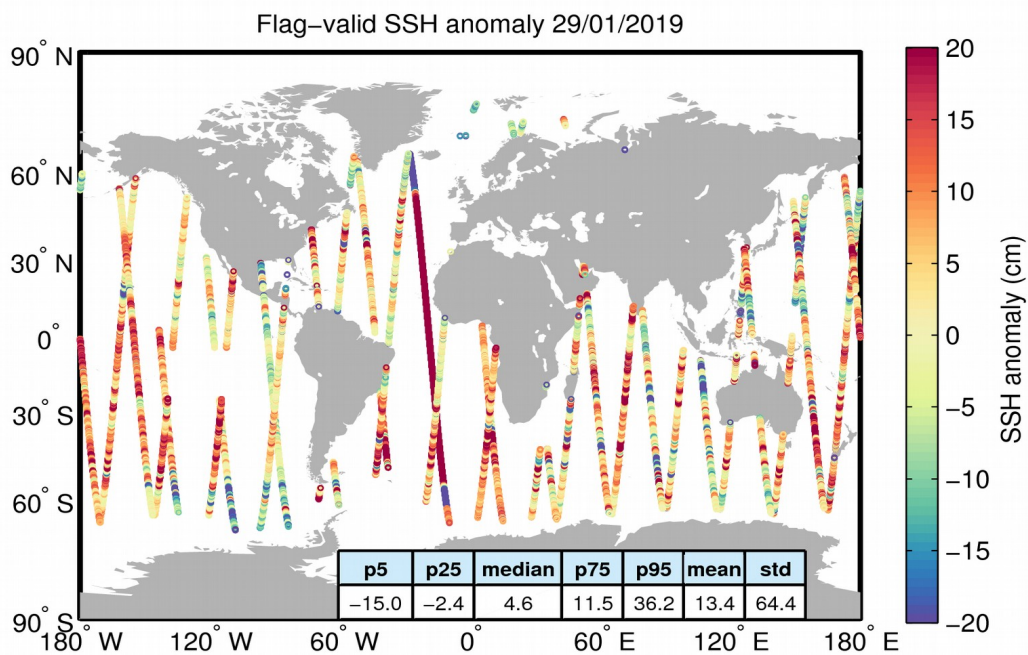 Flag−valid SSH anomaly 29/01/2019
90° N
60° N
30° N
0°
30° S
60° S
90° S
180° W
120° W
60° W
0°
60° E
120° E
180° E
p5 p25 median p75 p95 mean std
−15.0 −2.4 4.6 11.5 36.2 13.4 64.4
20
15
10
5
0
−5
−10
−15
−20
SSH anomaly (cm)